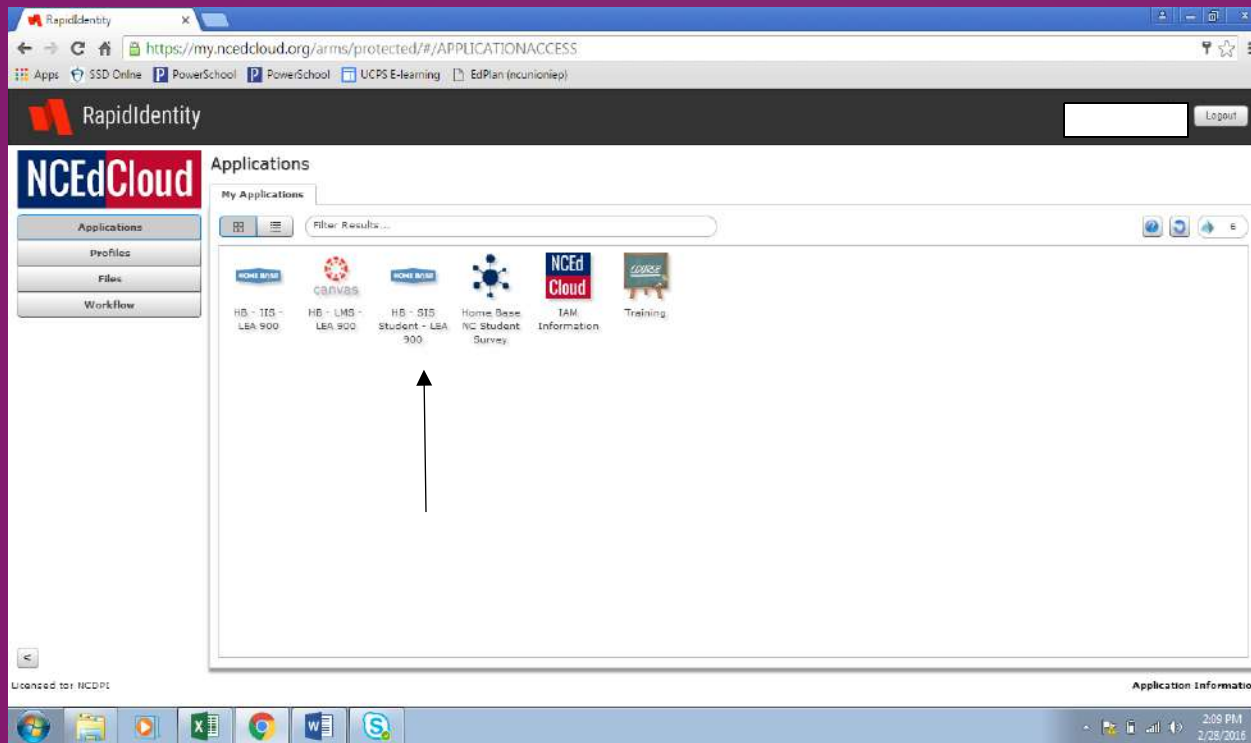 RapidIdentity
https://my.ncedcloud.org/arms/protected/#/APPLICATIONACCESS
Apps SSD Online PowerSchool PowerSchool UCPS E-learning EdPlan (ncunioniep)
RapidIdentity
Logout
NCEdCloud
Applications
Profiles
Files
Workflow
Applications
My Applications
Filter Results...
6
HOME BASE
canvas
HOME BASE
NCEd
Cloud
COURSE
HB - IIS -
LEA 900
HB - LMS -
LEA 900
HB - SIS
Student - LEA
900
Home Base
NC Student
Survey
IAM
Information
Training
<
Licensed for NCDPI
Application Informatio
2:09 PM
2/28/2016